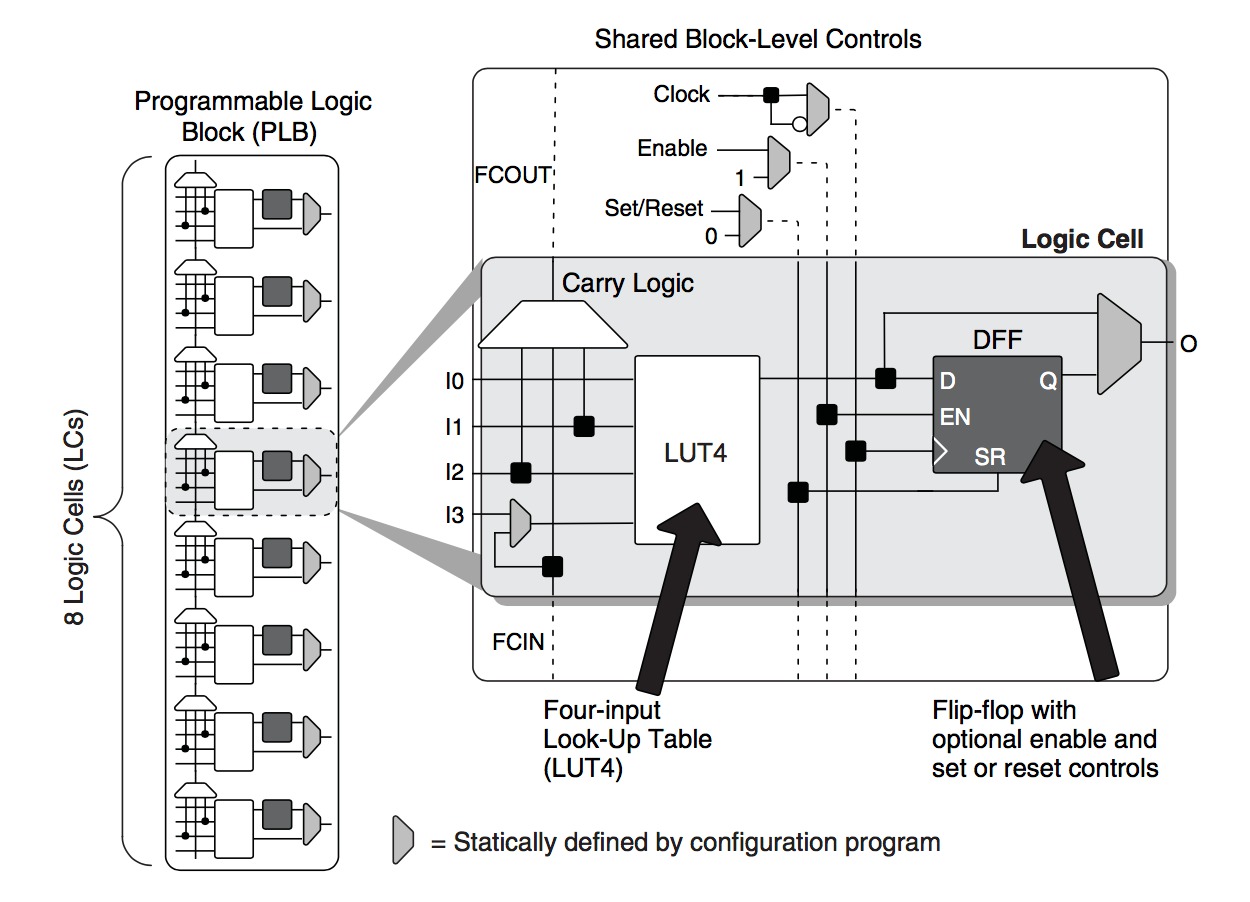 Shared Block-Level Controls
Programmable Logic
Block (PLB)
Clock
Enable
1
Set/Reset
0
FCOUT
Logic Cell
Carry Logic
8 Logic Cells (LCs)
I0
I1
I2
I3
LUT4
DFF
D
Q
EN
SR
O
FCIN
Four-input
Look-Up Table
(LUT4)
Flip-flop with
optional enable and
set or reset controls
= Statically defined by configuration program